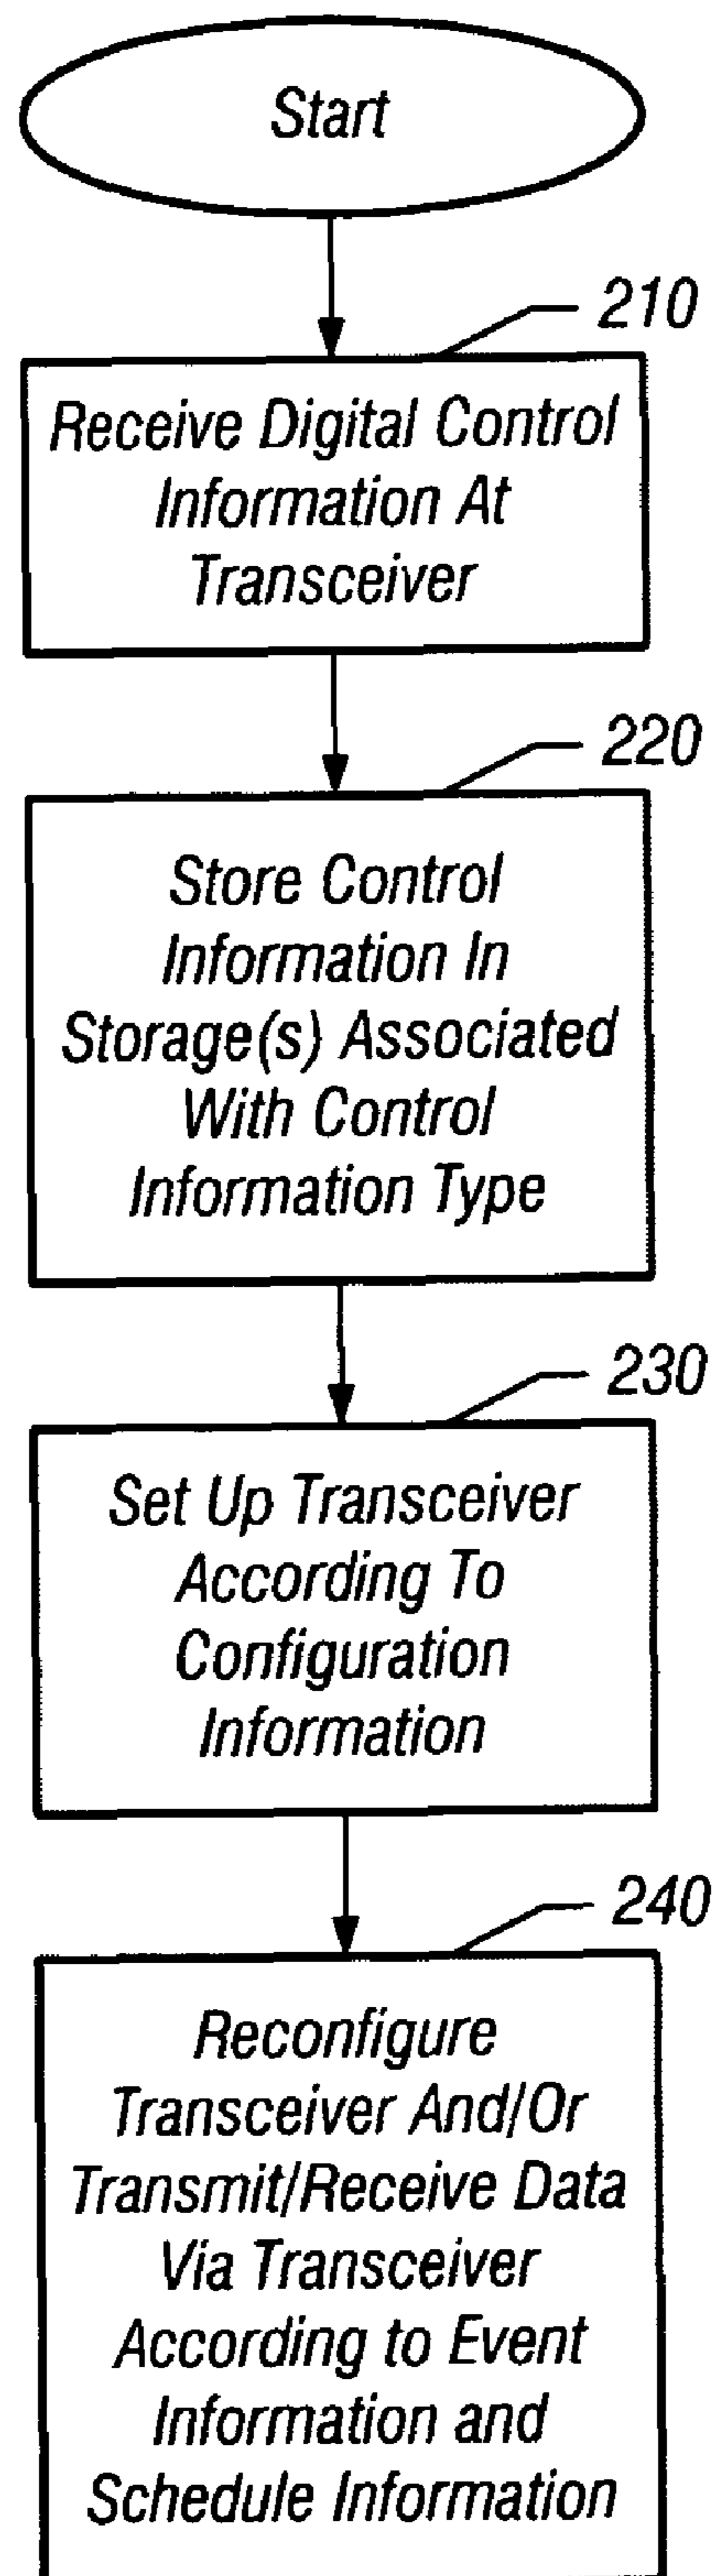 Start
210
Receive Digital Control
Information At
Transceiver
220
Store Control
Information In
Storage(s) Associated
With Control
Information Type
230
Set Up Transceiver
According To
Configuration
Information
240
Reconfigure
Transceiver And/Or
Transmit/Receive Data
Via Transceiver
According to Event
Information and
Schedule Information